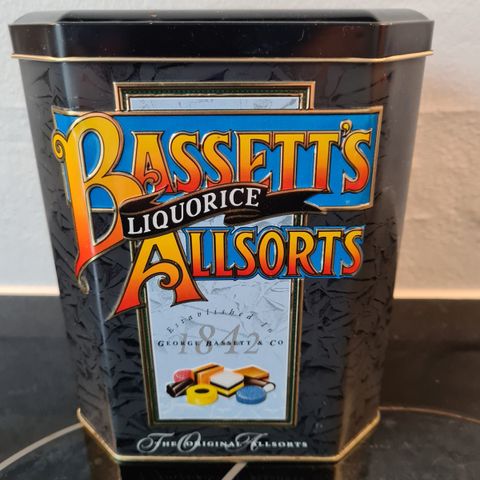 BASSETT'S
LIQUORICE
ALLSORTS
Established in
1842
GEORGE BASSETT & CO
THE ORIGINAL ALLSORTS